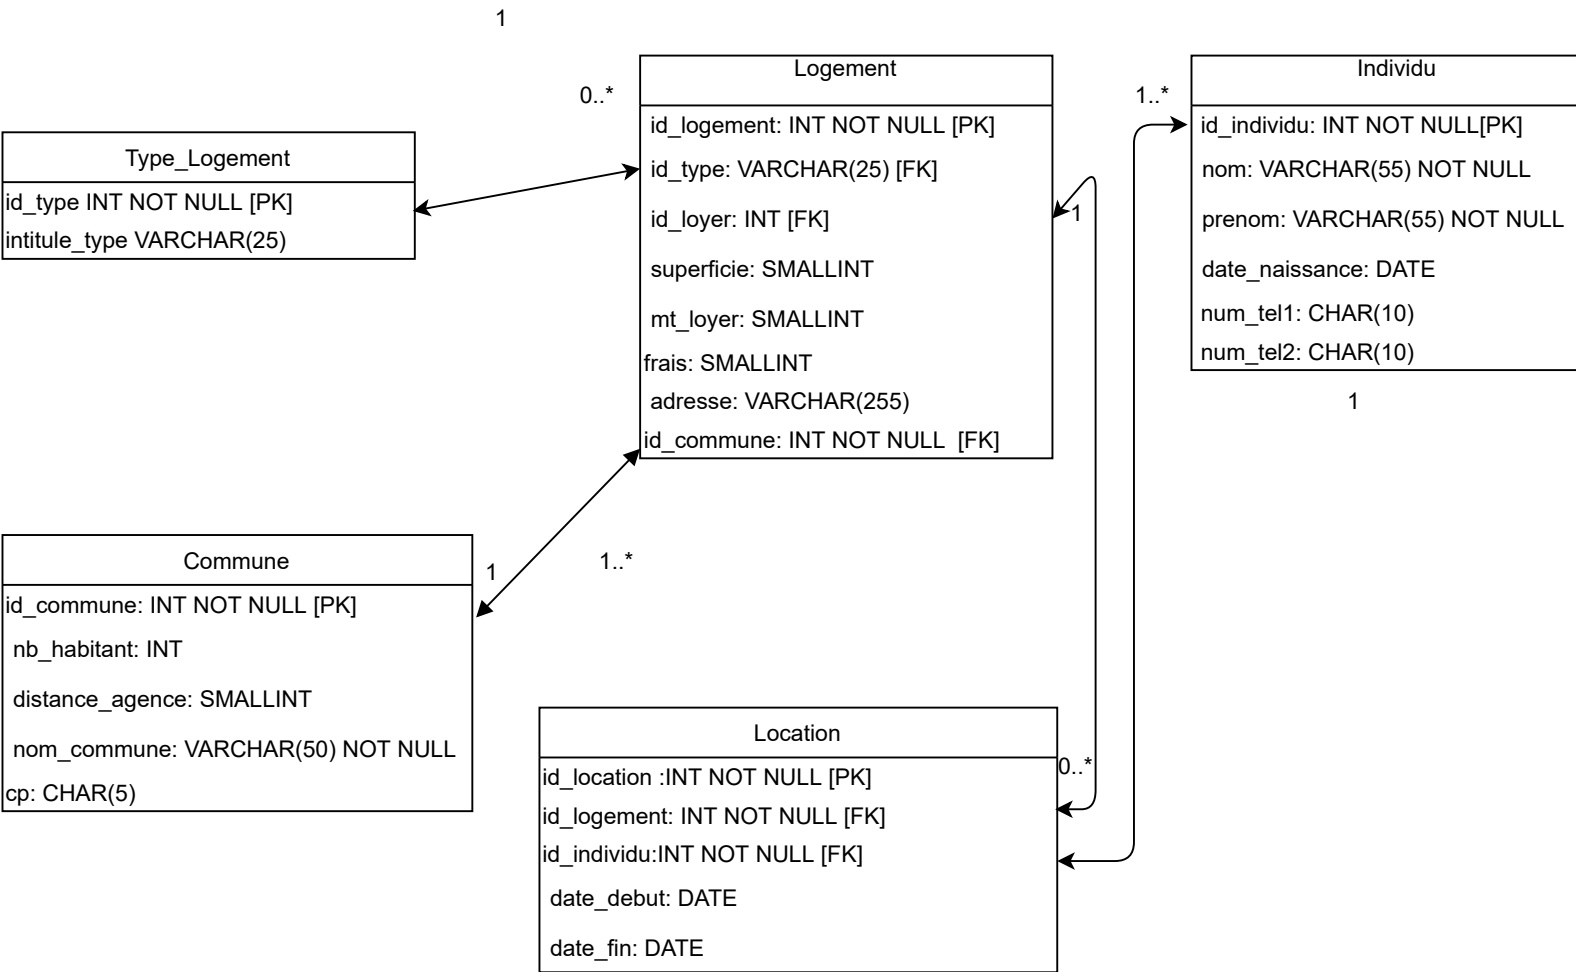 1
Logement
0..*
id_logement: INT NOT NULL [PK]
id_type: VARCHAR(25) [FK]
id_loyer: INT [FK]
superficie: SMALLINT
mt_loyer: SMALLINT
frais: SMALLINT
adresse: VARCHAR(255)
id_commune: INT NOT NULL  [FK]
1
Individu
1..*
id_individu: INT NOT NULL[PK]
nom: VARCHAR(55) NOT NULL
prenom: VARCHAR(55) NOT NULL
date_naissance: DATE
num_tel1: CHAR(10)
num_tel2: CHAR(10)
1
Type_Logement
id_type INT NOT NULL [PK]
intitule_type VARCHAR(25)
Commune
1
1..*
id_commune: INT NOT NULL [PK]
nb_habitant: INT
distance_agence: SMALLINT
nom_commune: VARCHAR(50) NOT NULL
cp: CHAR(5)
Location
0..*
id_location :INT NOT NULL [PK]
id_logement: INT NOT NULL [FK]
id_individu:INT NOT NULL [FK]
date_debut: DATE
date_fin: DATE